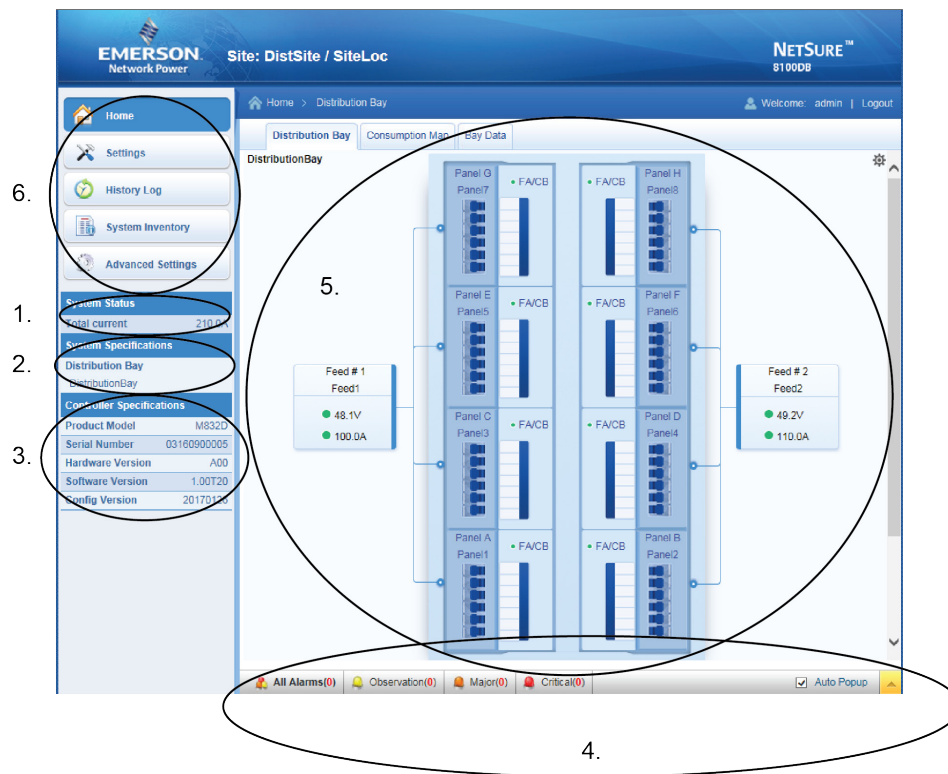 EMERSON
Network Power
Site: DistSite / SiteLoc
NETSURE™
8100DB
Home > Distribution Bay
Welcome: admin | Logout
6.
Home
Settings
History Log
System Inventory
Advanced Settings
1.
System Status
Total current 210.0A
2.
System Specifications
Distribution Bay
DistributionBay
3.
Controller Specifications
Product Model M832D
Serial Number 03160900005
Hardware Version A00
Software Version 1.00T20
Config Version 20170120
Distribution Bay Consumption Map Bay Data
DistributionBay
5.
Panel G
Panel7
FA/CB
FA/CB
Panel H
Panel8
Panel E
Panel5
FA/CB
FA/CB
Panel F
Panel6
Feed # 1
Feed1
48.1V
100.0A
Feed # 2
Feed2
49.2V
110.0A
Panel C
Panel3
FA/CB
FA/CB
Panel D
Panel4
Panel A
Panel1
FA/CB
FA/CB
Panel B
Panel2
All Alarms(0) Observation(0) Major(0) Critical(0) Auto Popup
4.